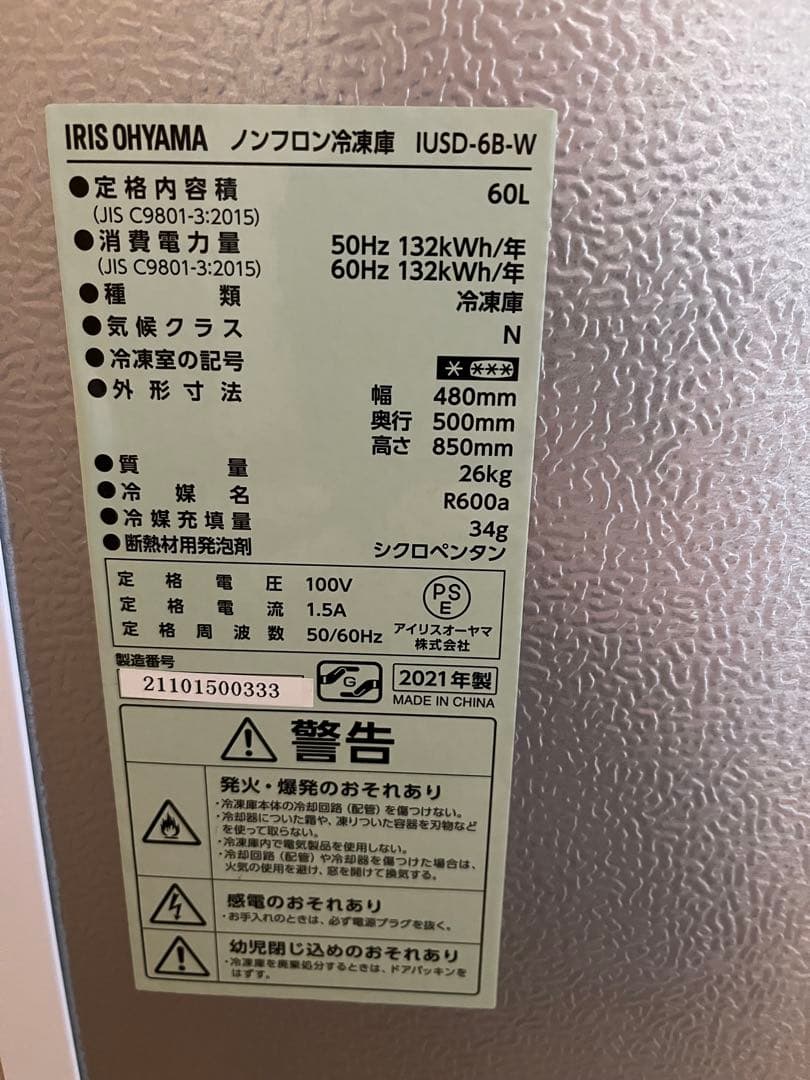 IRIS OHYAMA ノンフロン冷凍庫 IUSD-6B-W
●定格内容積 60L
(JIS C9801-3:2015)
●消費電力量 50Hz 132kWh/年
(JIS C9801-3:2015) 60Hz 132kWh/年
●種類 冷凍庫
●気候クラス N
●冷凍室の記号 * ***
●外形寸法 幅 480mm
奥行 500mm
高さ 850mm
●質量 26kg
●冷媒名 R600a
●冷媒充填量 34g
●断熱材用発泡剤 シクロペンタン
定格電圧 100V
定格電流 1.5A
定格周波数 50/60Hz
PS
E
アイリスオーヤマ
株式会社
製造番号
21101500333
G
2021年製
MADE IN CHINA
警告
発火・爆発のおそれあり
・冷凍庫本体の冷却回路（配管）を傷つけない。
・冷却器についた霜や、凍りついた容器を刃物など
を使って取らない。
・冷凍庫内で電気製品を使用しない。
・冷却回路（配管）や冷却器を傷つけた場合は、
火気の使用を避け、窓を開けて換気する。
感電のおそれあり
・お手入れのときは、必ず電源プラグを抜く。
幼児閉じ込めのおそれあり
・冷凍庫を廃棄処分するときは、ドアパッキンを
はずす。